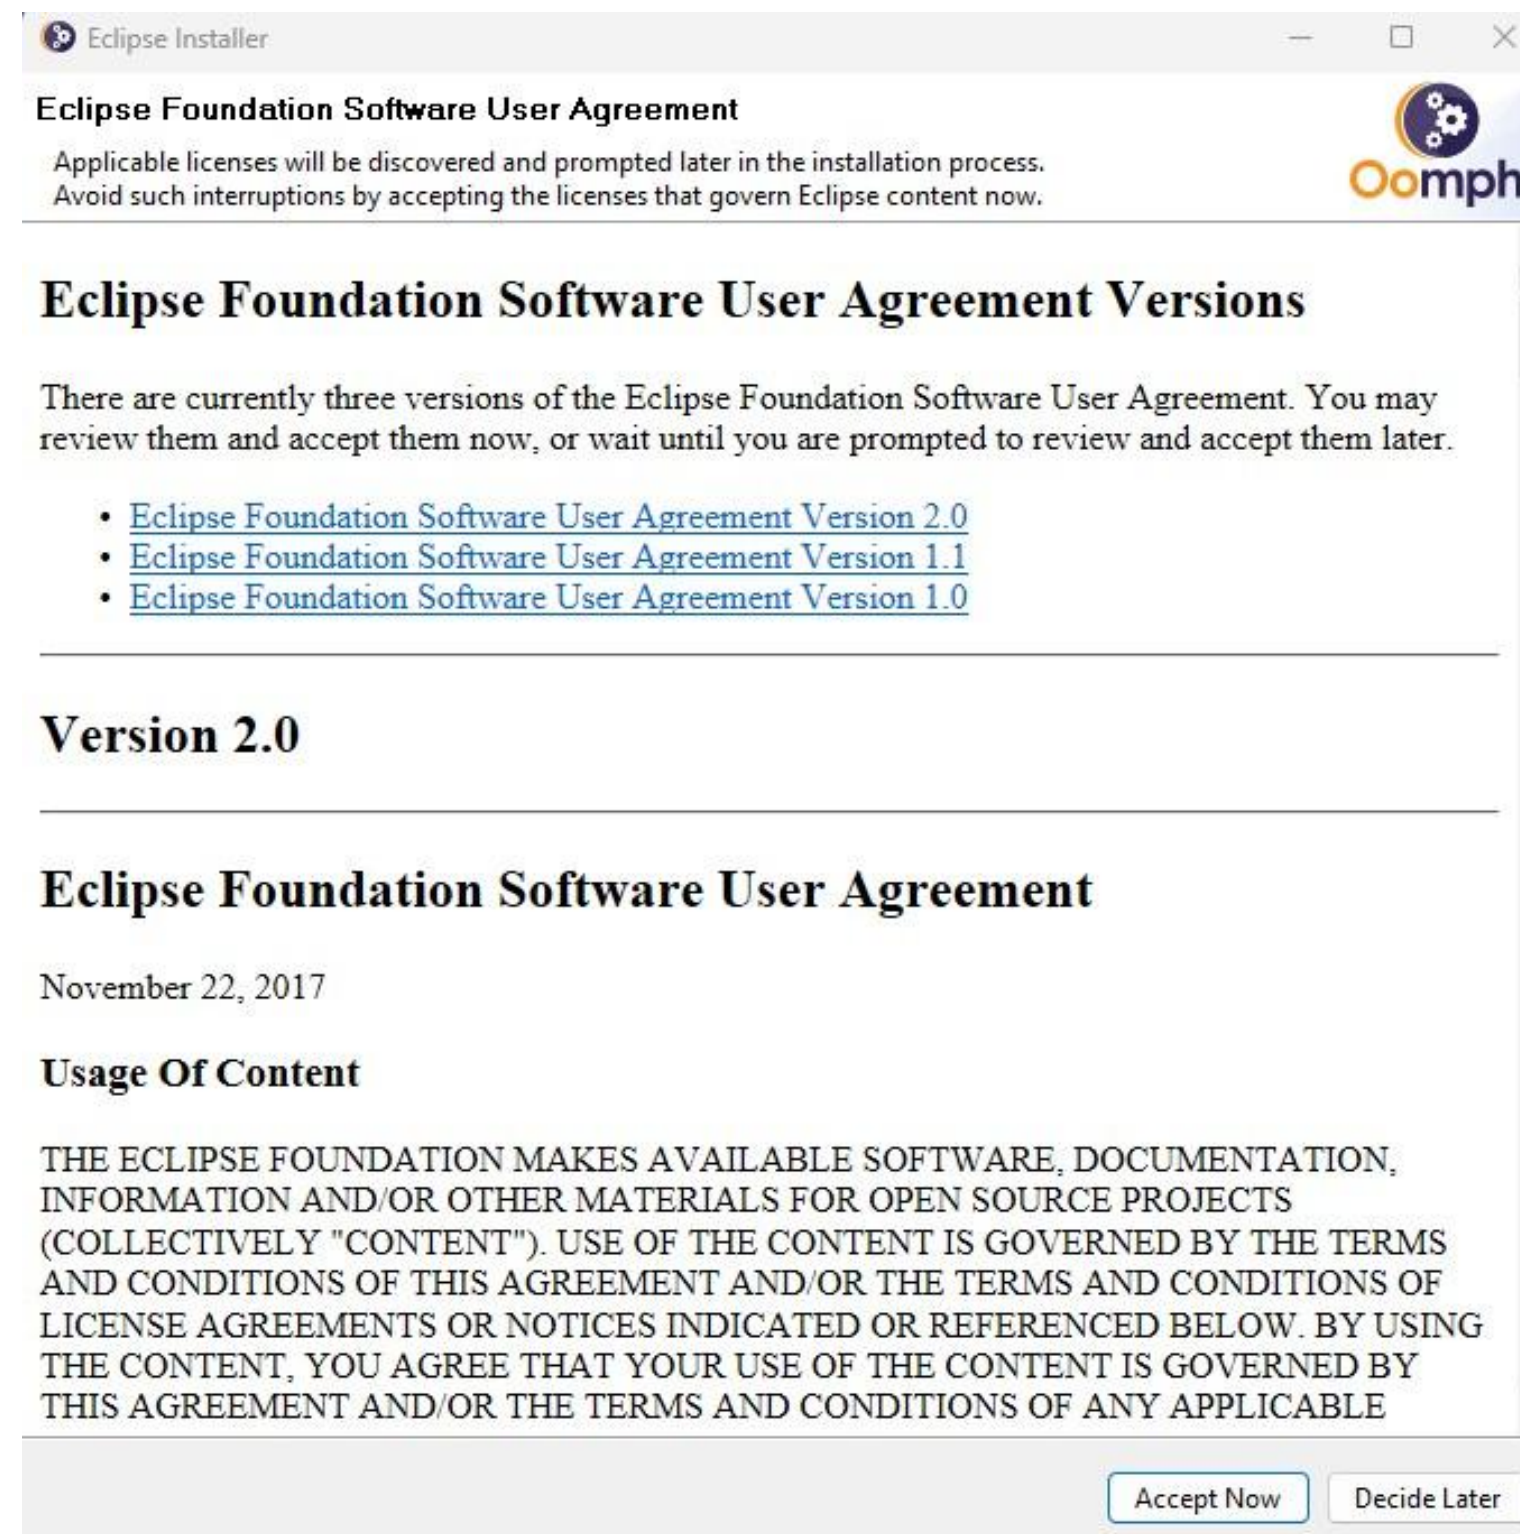 Eclipse Installer
Eclipse Foundation Software User Agreement
Applicable licenses will be discovered and prompted later in the installation process.
Avoid such interruptions by accepting the licenses that govern Eclipse content now.
Oomph
Eclipse Foundation Software User Agreement Versions
There are currently three versions of the Eclipse Foundation Software User Agreement. You may
review them and accept them now, or wait until you are prompted to review and accept them later.
• Eclipse Foundation Software User Agreement Version 2.0
• Eclipse Foundation Software User Agreement Version 1.1
• Eclipse Foundation Software User Agreement Version 1.0
Version 2.0
Eclipse Foundation Software User Agreement
November 22, 2017
Usage Of Content
THE ECLIPSE FOUNDATION MAKES AVAILABLE SOFTWARE, DOCUMENTATION,
INFORMATION AND/OR OTHER MATERIALS FOR OPEN SOURCE PROJECTS
(COLLECTIVELY "CONTENT"). USE OF THE CONTENT IS GOVERNED BY THE TERMS
AND CONDITIONS OF THIS AGREEMENT AND/OR THE TERMS AND CONDITIONS OF
LICENSE AGREEMENTS OR NOTICES INDICATED OR REFERENCED BELOW. BY USING
THE CONTENT, YOU AGREE THAT YOUR USE OF THE CONTENT IS GOVERNED BY
THIS AGREEMENT AND/OR THE TERMS AND CONDITIONS OF ANY APPLICABLE
Accept Now
Decide Later